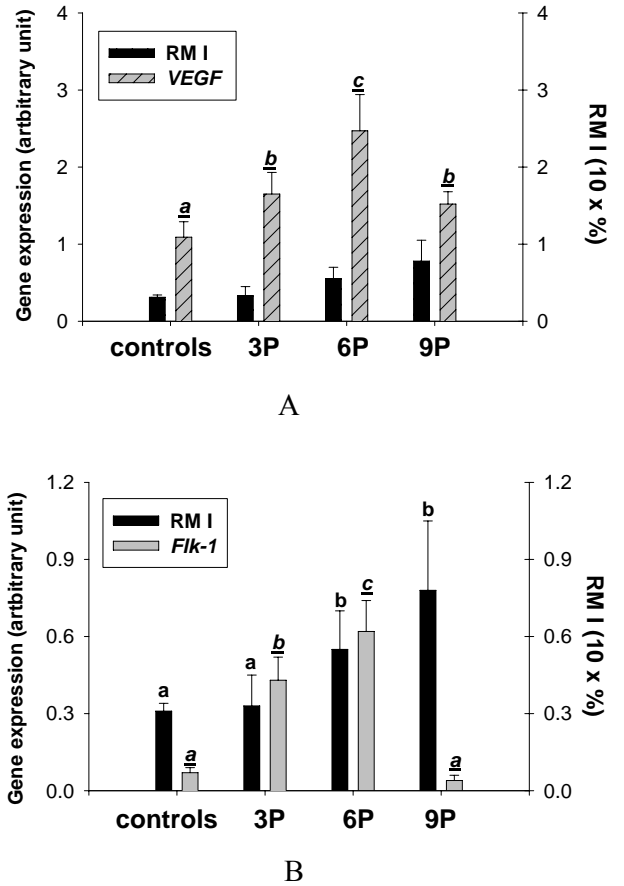 4
3
2
1
0
Gene expression (artbitrary unit)
RM I
VEGF
a
b
c
b
4
3
2
1
0
RM I (10 x %)
controls 3P 6P 9P
A
1.2
0.9
0.6
0.3
0.0
Gene expression (artbitrary unit)
RM I
Flk-1
a
a
a
b
b
c
b
a
1.2
0.9
0.6
0.3
0.0
RM I (10 x %)
controls 3P 6P 9P
B